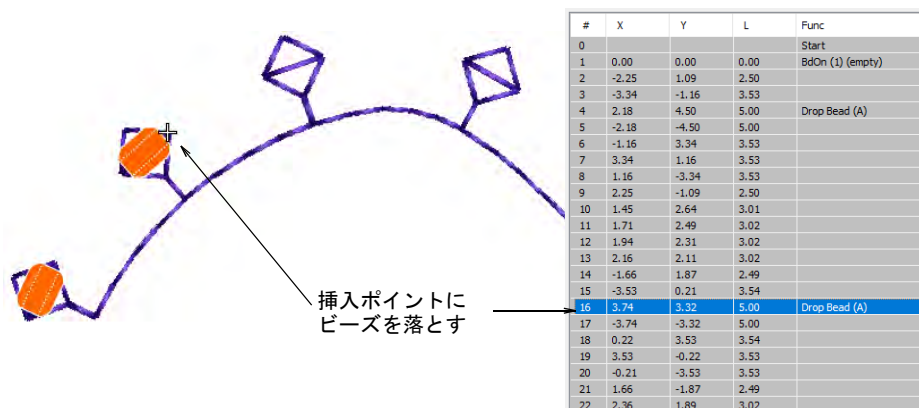 挿入ポイントに
ビーズを落とす
# X Y L Func
0 Start
1 0.00 0.00 0.00 BdOn (1) (empty)
2 -2.25 1.09 2.50
3 -3.34 -1.16 3.53
4 2.18 4.50 5.00 Drop Bead (A)
5 -2.18 -4.50 5.00
6 -1.16 3.34 3.53
7 3.34 1.16 3.53
8 1.16 -3.34 3.53
9 2.25 -1.09 2.50
10 1.45 2.64 3.01
11 1.71 2.49 3.02
12 1.94 2.31 3.02
13 2.16 2.11 3.02
14 -1.66 1.87 2.49
15 -3.53 0.21 3.54
16 3.74 3.32 5.00 Drop Bead (A)
17 -3.74 -3.32 5.00
18 0.22 3.53 3.54
19 3.53 -0.22 3.53
20 -0.21 -3.53 3.53
21 1.66 -1.87 2.49
22 2.36 1.89 3.02